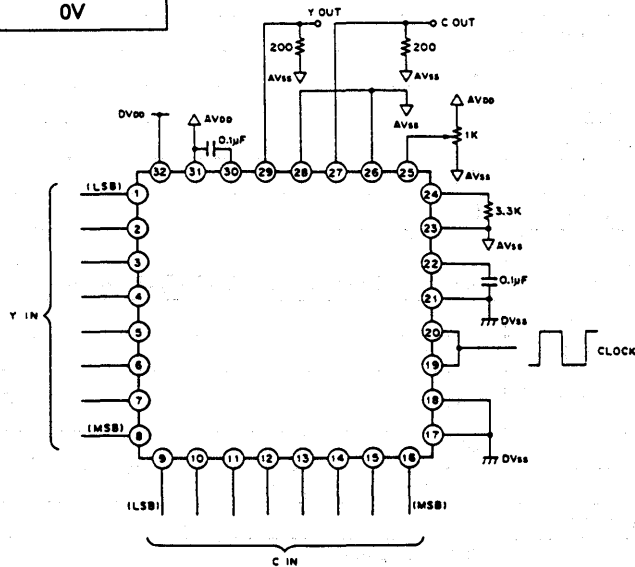 0V
Y OUT
C OUT
200
200
AVss
AVss
AVss
DVDD
AVDD
0.1μF
AVDD
1K
AVss
32
31
30
29
28
27
26
25
(LSB)
1
2
3
4
5
6
7
(MSB)
8
Y IN
24
3.3K
23
AVss
22
0.1μF
21
DVss
20
CLOCK
19
18
17
DVss
9
10
11
12
13
14
15
16
(LSB)
(MSB)
C IN